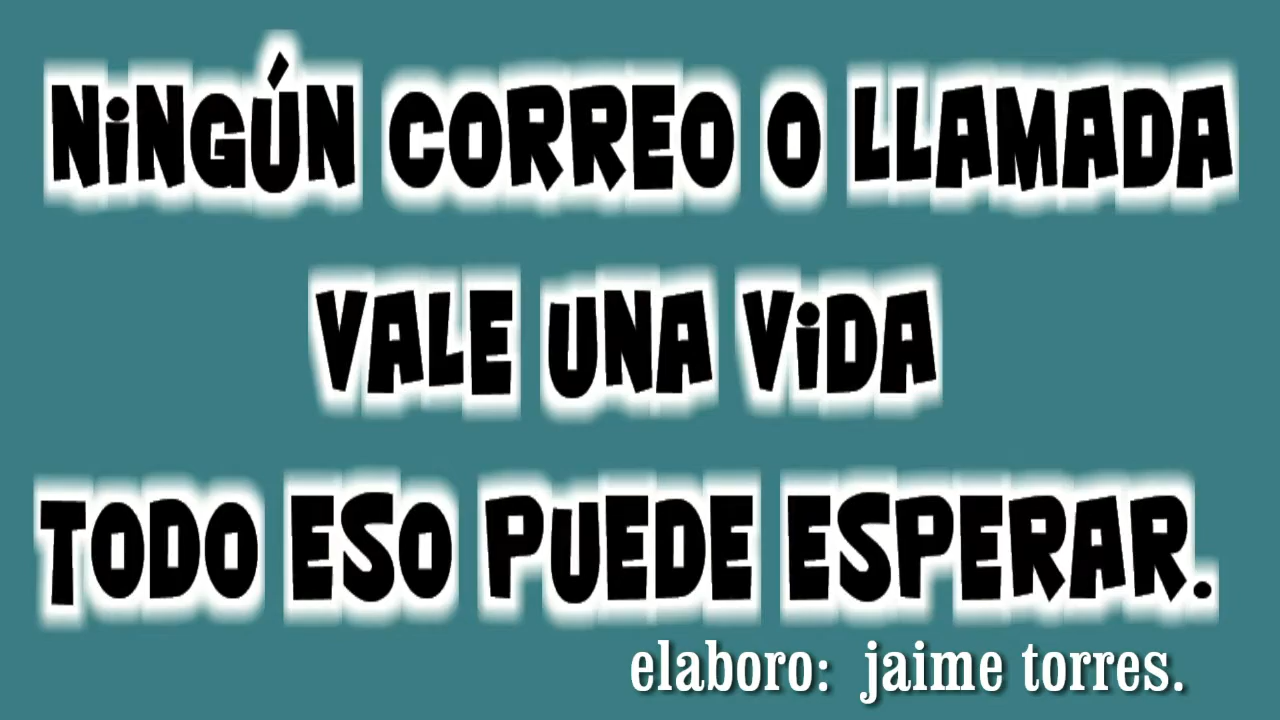 NiNGÚN CORREO O LLAMADA
VALE UNA ViDA
TODO ESO PUEDE ESPERAR.
elaboro: jaime torres.